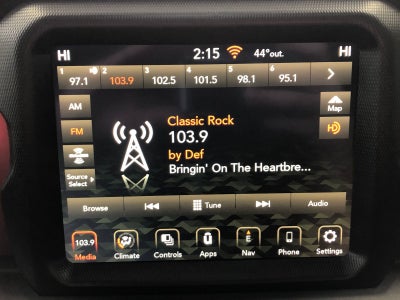 HI 2:15 44°out. HI
1 2 3 4 5 6
97.1 103.9 102.5 101.5 98.1 95.1
AM
Map
Classic Rock
FM
103.9
HD
by Def
Bringin' On The Heartbre...
Source
Select
Browse Tune Audio
103.9
E
Media Climate Controls Apps Nav Phone Settings